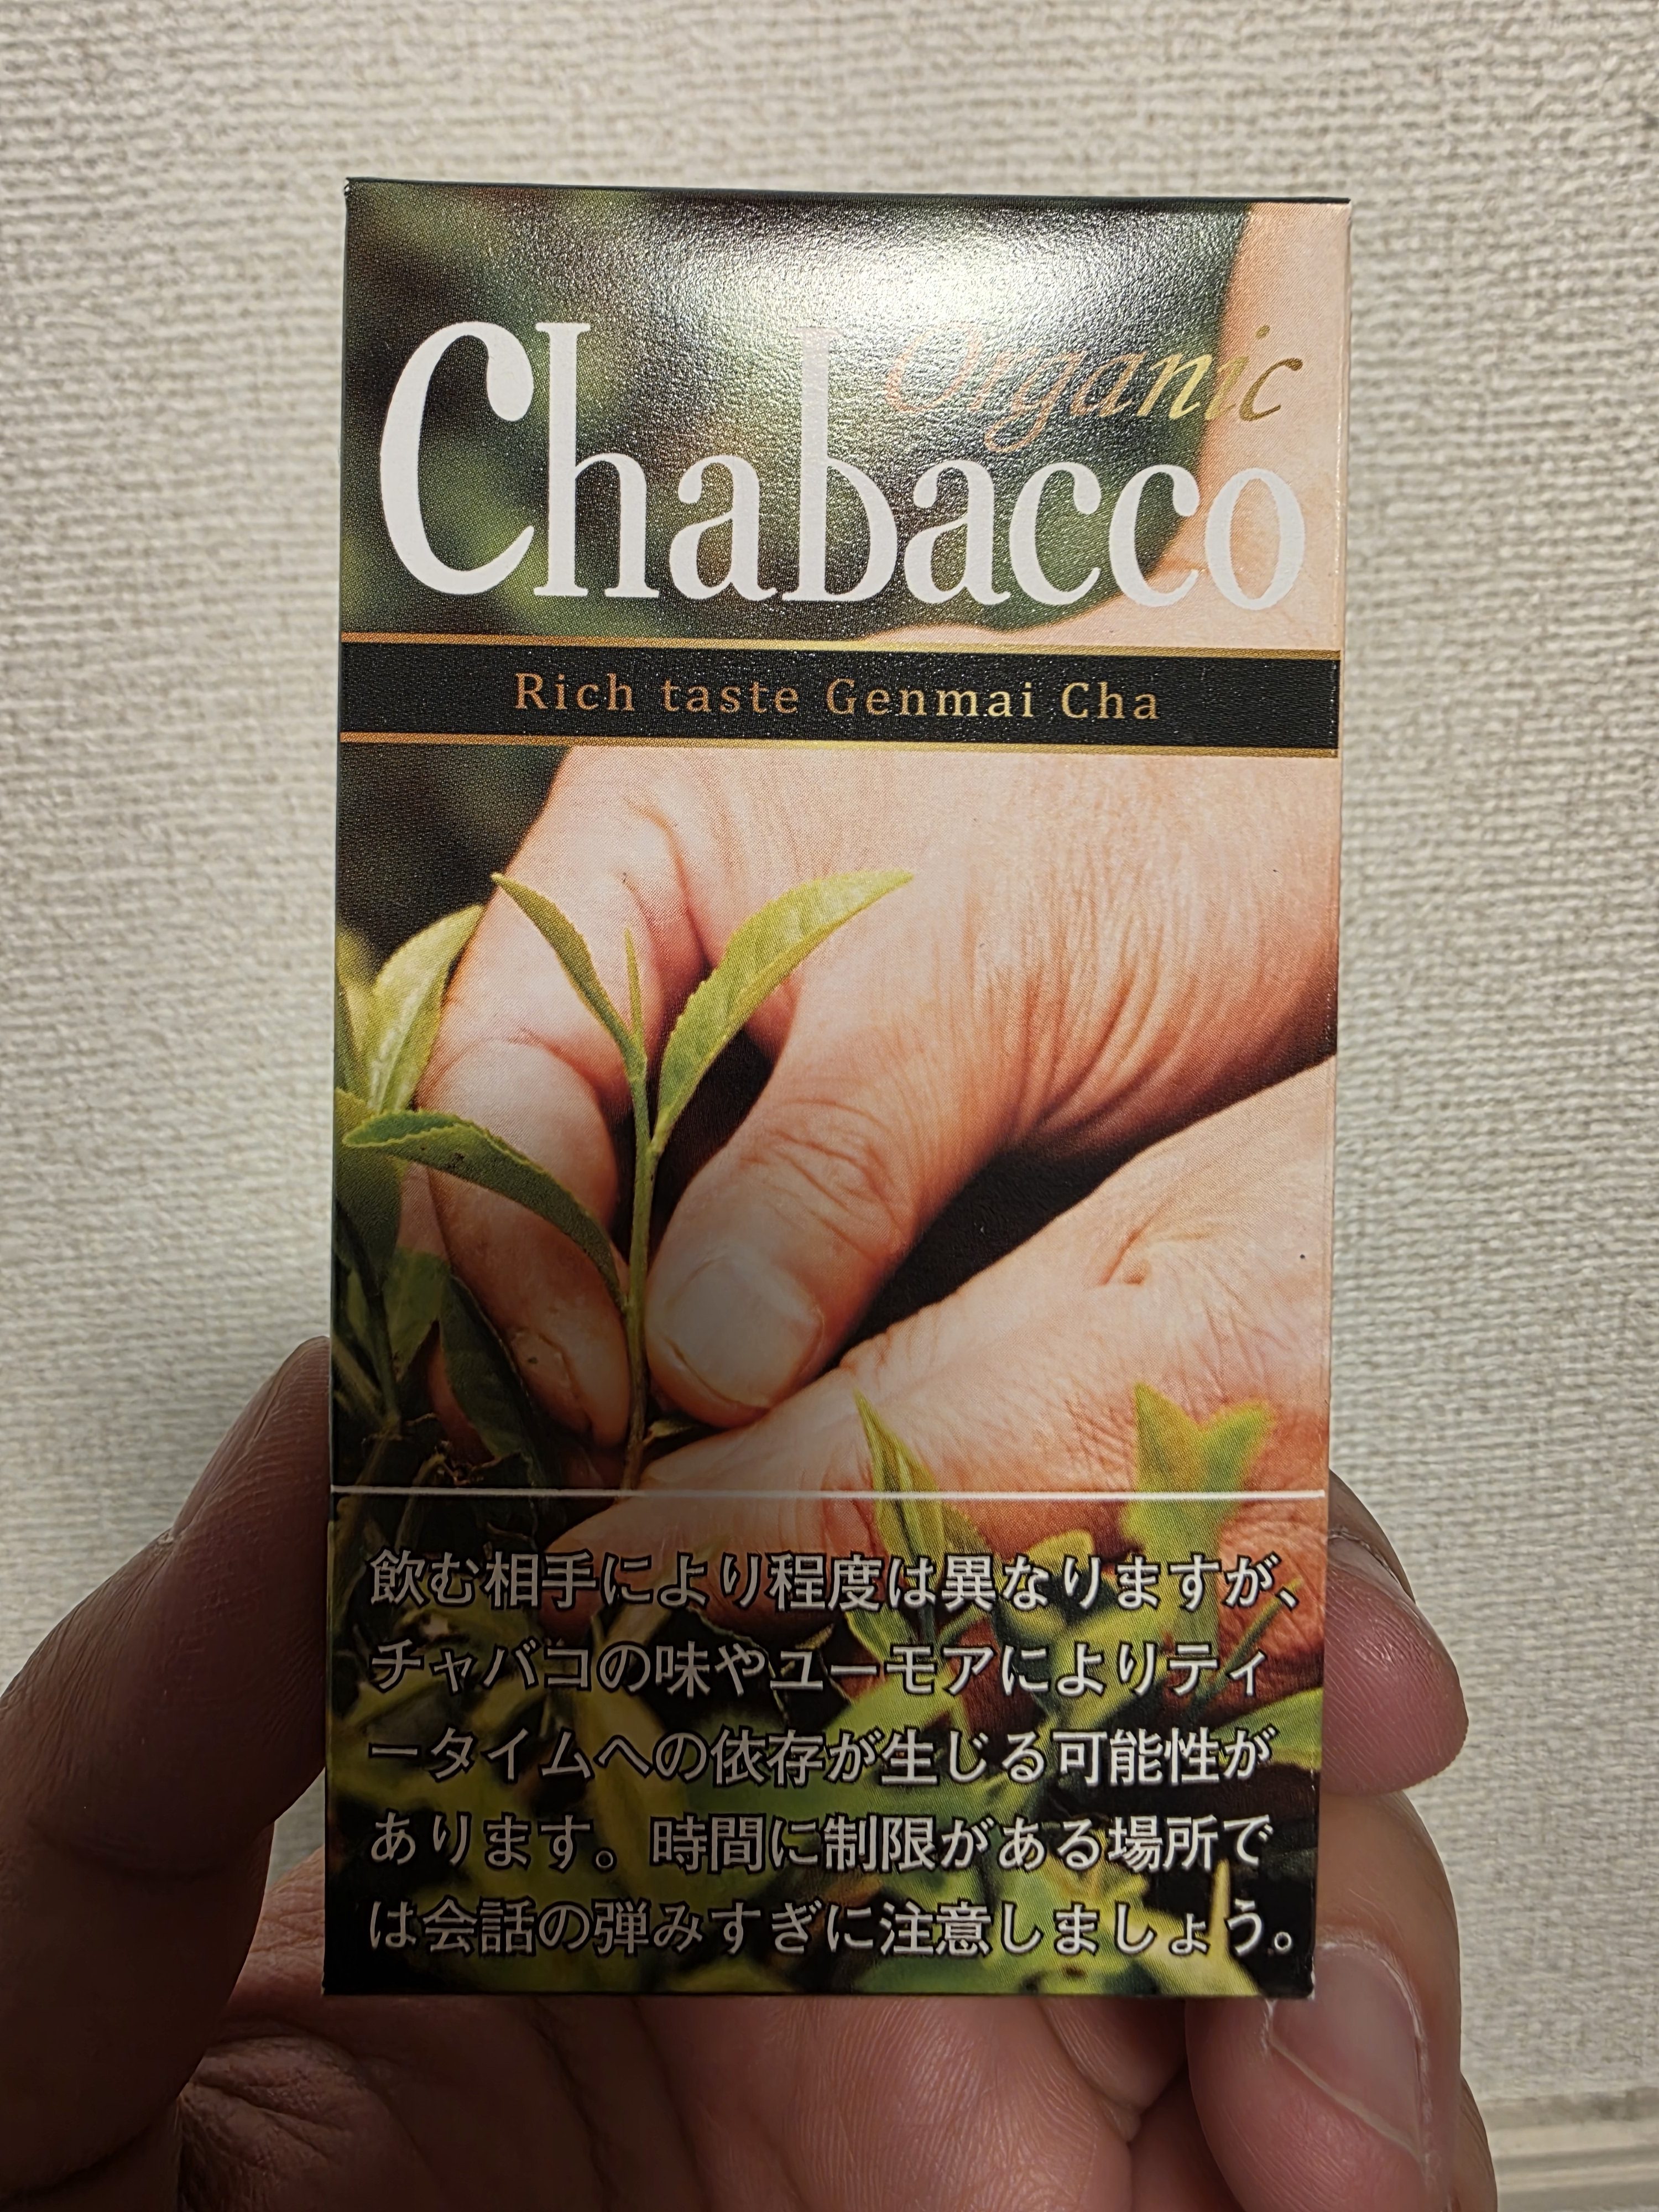 Organic
Chabacco
Rich taste Genmai Cha
飲む相手により程度は異なりますが、
チャバコの味やユーモアによりティ
ータイムへの依存が生じる可能性が
あります。時間に制限がある場所で
は会話の弾みすぎに注意しましょう。